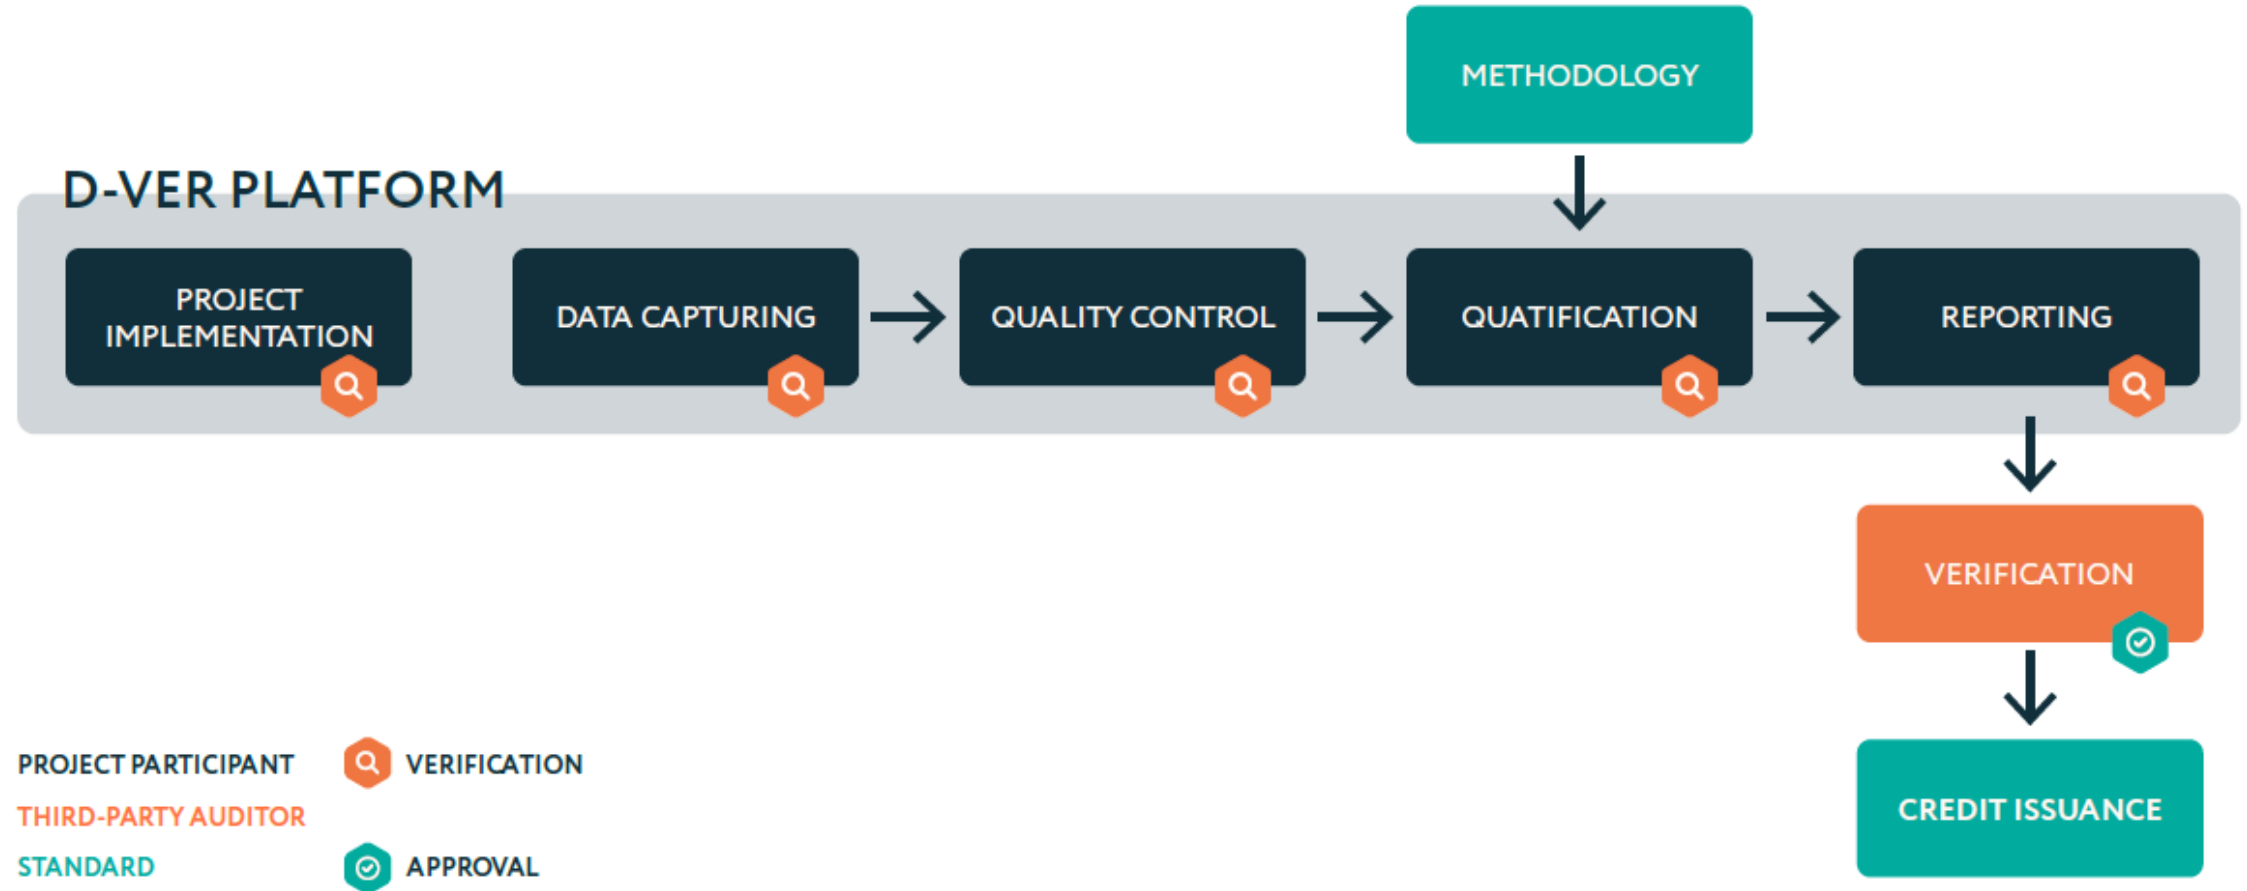 METHODOLOGY
D-VER PLATFORM
PROJECT
IMPLEMENTATION
DATA CAPTURING
QUALITY CONTROL
QUATIFICATION
REPORTING
VERIFICATION
CREDIT ISSUANCE
PROJECT PARTICIPANT
VERIFICATION
THIRD-PARTY AUDITOR
STANDARD
APPROVAL